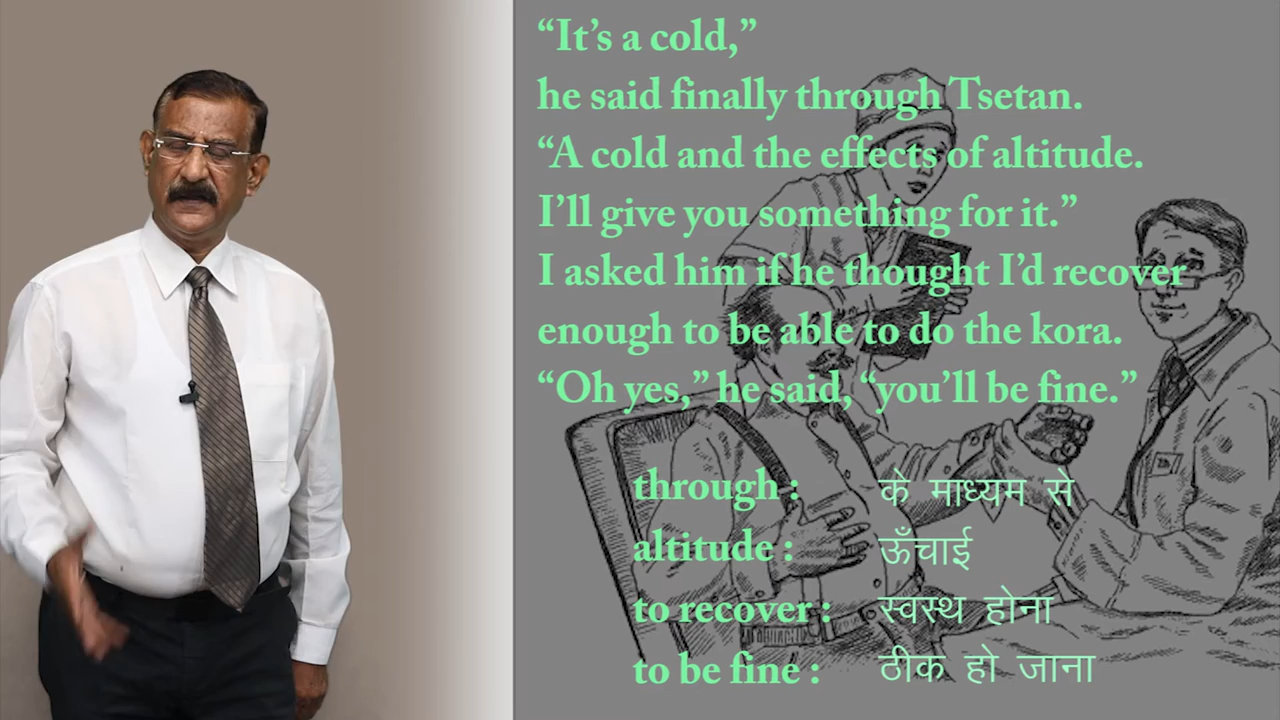 “It’s a cold,”
he said finally through Tsetan.
“A cold and the effects of altitude.
I’ll give you something for it.”
I asked him if he thought I’d recover
enough to be able to do the kora.
“Oh yes,” he said, “you’ll be fine.”
through : के माध्यम से
altitude : ऊँचाई
to recover : स्वस्थ होना
to be fine : ठीक हो जाना